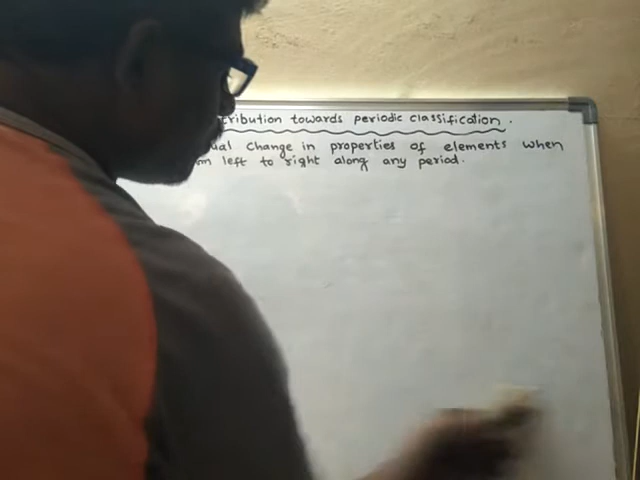 tribution towards periodic classification.
ual change in properties of elements when
m left to right along any period.